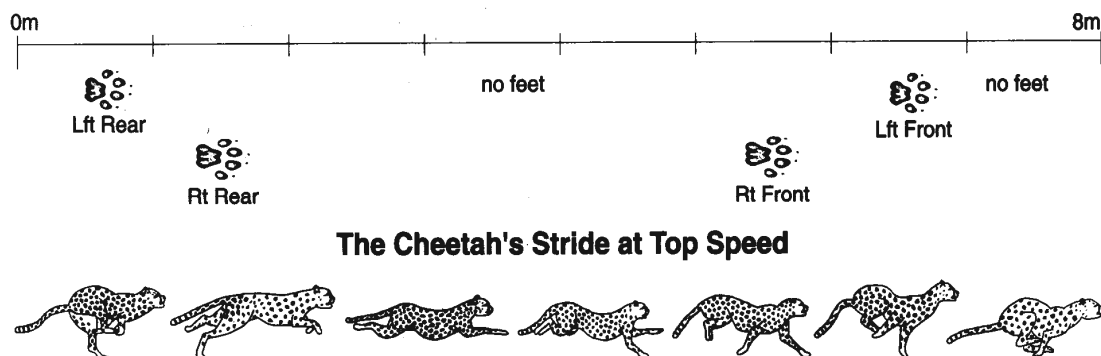 0m 8m
no feet no feet
Lft Rear Lft Front
Rt Rear Rt Front
The Cheetah's Stride at Top Speed